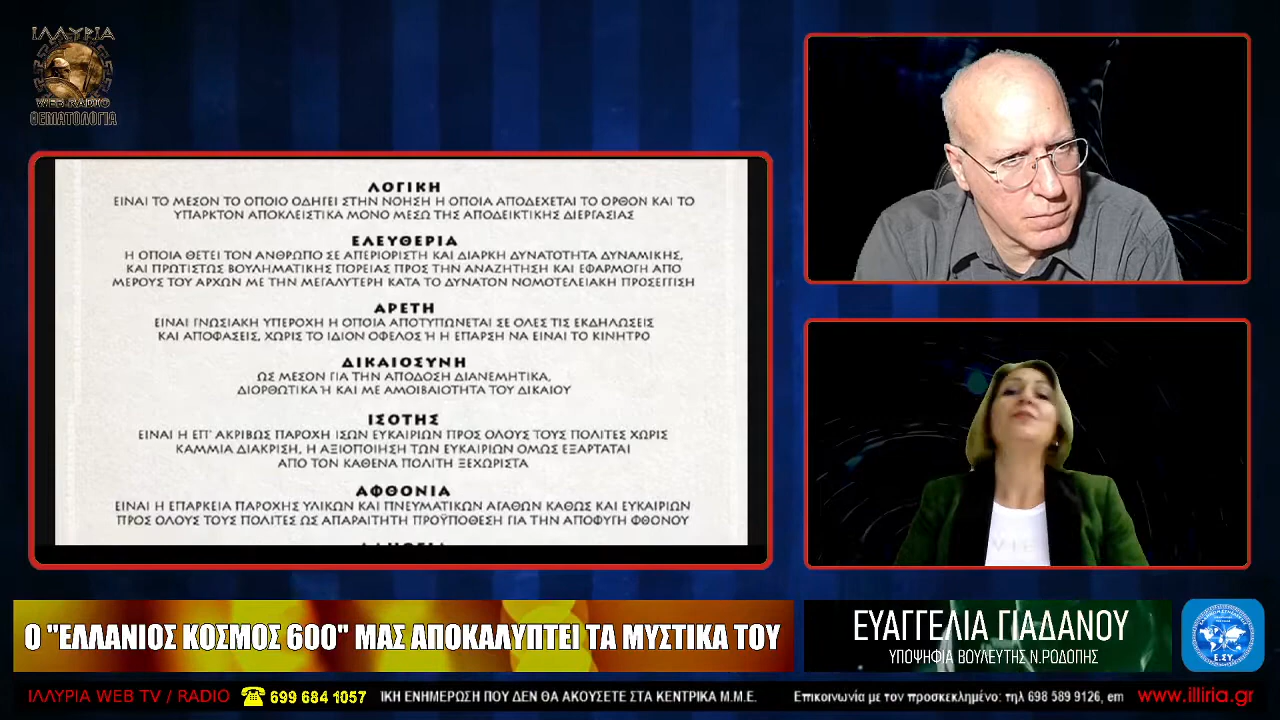 ΙΛΛΥΡΙΑ
WEB RADIO
ΘΕΜΑΤΟΛΟΓΙΑ
ΛΟΓΙΚΗ
ΕΙΝΑΙ ΤΟ ΜΕΣΟΝ ΤΟ ΟΠΟΙΟ ΟΔΗΓΕΙ ΣΤΗΝ ΝΟΗΣΗ Η ΟΠΟΙΑ ΑΠΟΔΕΧΕΤΑΙ ΤΟ ΟΡΘΟΝ ΚΑΙ ΤΟ
ΥΠΑΡΚΤΟΝ ΑΠΟΚΛΕΙΣΤΙΚΑ ΜΟΝΟ ΜΕΣΩ ΤΗΣ ΑΠΟΔΕΙΚΤΙΚΗΣ ΔΙΕΡΓΑΣΙΑΣ
ΕΛΕΥΘΕΡΙΑ
Η ΟΠΟΙΑ ΘΕΤΕΙ ΤΟΝ ΑΝΘΡΩΠΟ ΣΕ ΑΠΕΡΙΟΡΙΣΤΗ ΚΑΙ ΔΙΑΡΚΗ ΔΥΝΑΤΟΤΗΤΑ ΔΥΝΑΜΙΚΗΣ,
ΚΑΙ ΠΡΩΤΙΣΤΩΣ ΒΟΥΛΗΜΑΤΙΚΗΣ ΠΟΡΕΙΑΣ ΠΡΟΣ ΤΗΝ ΑΝΑΖΗΤΗΣΗ ΚΑΙ ΕΦΑΡΜΟΓΗ ΑΠΟ
ΜΕΡΟΥΣ ΤΟΥ ΑΡΧΩΝ ΜΕ ΤΗΝ ΜΕΓΑΛΥΤΕΡΗ ΚΑΤΑ ΤΟ ΔΥΝΑΤΟΝ ΝΟΜΟΤΕΛΕΙΑΚΗ ΠΡΟΣΕΓΓΙΣΗ
ΑΡΕΤΗ
ΕΙΝΑΙ ΓΝΩΣΙΑΚΗ ΥΠΕΡΟΧΗ Η ΟΠΟΙΑ ΑΠΟΤΥΠΩΝΕΤΑΙ ΣΕ ΟΛΕΣ ΤΙΣ ΕΚΔΗΛΩΣΕΙΣ
ΚΑΙ ΑΠΟΦΑΣΕΙΣ, ΧΩΡΙΣ ΤΟ ΙΔΙΟΝ ΟΦΕΛΟΣ Ή Η ΕΠΑΡΣΗ ΝΑ ΕΙΝΑΙ ΤΟ ΚΙΝΗΤΡΟ
ΔΙΚΑΙΟΣΥΝΗ
ΩΣ ΜΕΣΟΝ ΓΙΑ ΤΗΝ ΑΠΟΔΟΣΗ ΔΙΑΝΕΜΗΤΙΚΑ,
ΔΙΟΡΘΩΤΙΚΑ Ή ΚΑΙ ΜΕ ΑΜΟΙΒΑΙΟΤΗΤΑ ΤΟΥ ΔΙΚΑΙΟΥ
ΙΣΟΤΗΣ
ΕΙΝΑΙ Η ΕΠ' ΑΚΡΙΒΩΣ ΠΑΡΟΧΗ ΙΣΩΝ ΕΥΚΑΙΡΙΩΝ ΠΡΟΣ ΟΛΟΥΣ ΤΟΥΣ ΠΟΛΙΤΕΣ ΧΩΡΙΣ
ΚΑΜΜΙΑ ΔΙΑΚΡΙΣΗ, Η ΑΞΙΟΠΟΙΗΣΗ ΤΩΝ ΕΥΚΑΙΡΙΩΝ ΟΜΩΣ ΕΞΑΡΤΑΤΑΙ
ΑΠΟ ΤΟΝ ΚΑΘΕΝΑ ΠΟΛΙΤΗ ΞΕΧΩΡΙΣΤΑ
ΑΦΘΟΝΙΑ
ΕΙΝΑΙ Η ΕΠΑΡΚΕΙΑ ΠΑΡΟΧΗΣ ΥΛΙΚΩΝ ΚΑΙ ΠΝΕΥΜΑΤΙΚΩΝ ΑΓΑΘΩΝ ΚΑΘΩΣ ΚΑΙ ΕΥΚΑΙΡΙΩΝ
ΠΡΟΣ ΟΛΟΥΣ ΤΟΥΣ ΠΟΛΙΤΕΣ ΩΣ ΑΠΑΡΑΙΤΗΤΗ ΠΡΟΫΠΟΘΕΣΗ ΓΙΑ ΤΗΝ ΑΠΟΦΥΓΗ ΦΘΟΝΟΥ
Ο "ΕΛΛΑΝΙΟΣ ΚΟΣΜΟΣ 600" ΜΑΣ ΑΠΟΚΑΛΥΠΤΕΙ ΤΑ ΜΥΣΤΙΚΑ ΤΟΥ
ΕΥΑΓΓΕΛΙΑ ΓΙΑΔΑΝΟΥ
ΥΠΟΨΗΦΙΑ ΒΟΥΛΕΥΤΗΣ Ν.ΡΟΔΟΠΗΣ
Ε.ΣΥ.
ΙΛΛΥΡΙΑ WEB TV / RADIO ☎ 699 684 1057 ΙΚΗ ΕΝΗΜΕΡΩΣΗ ΠΟΥ ΔΕΝ ΘΑ ΑΚΟΥΣΕΤΕ ΣΤΑ ΚΕΝΤΡΙΚΑ Μ.Μ.Ε. Επικοινωνία με τον προσκεκλημένο: τηλ 698 589 9126, em www.illiria.gr